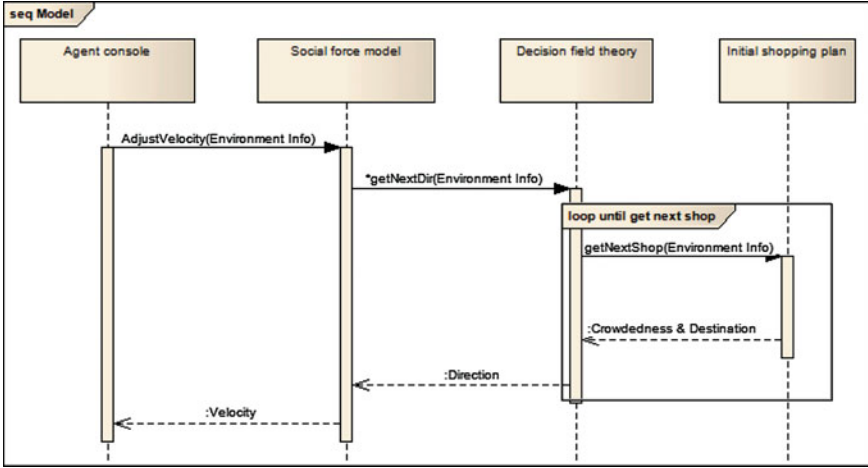 seq Model
Agent console
Social force model
Decision field theory
Initial shopping plan
AdjustVelocity(Environment Info)
*getNextDir(Environment Info)
loop until get next shop
getNextShop(Environment Info)
:Crowdedness & Destination
:Direction
:Velocity